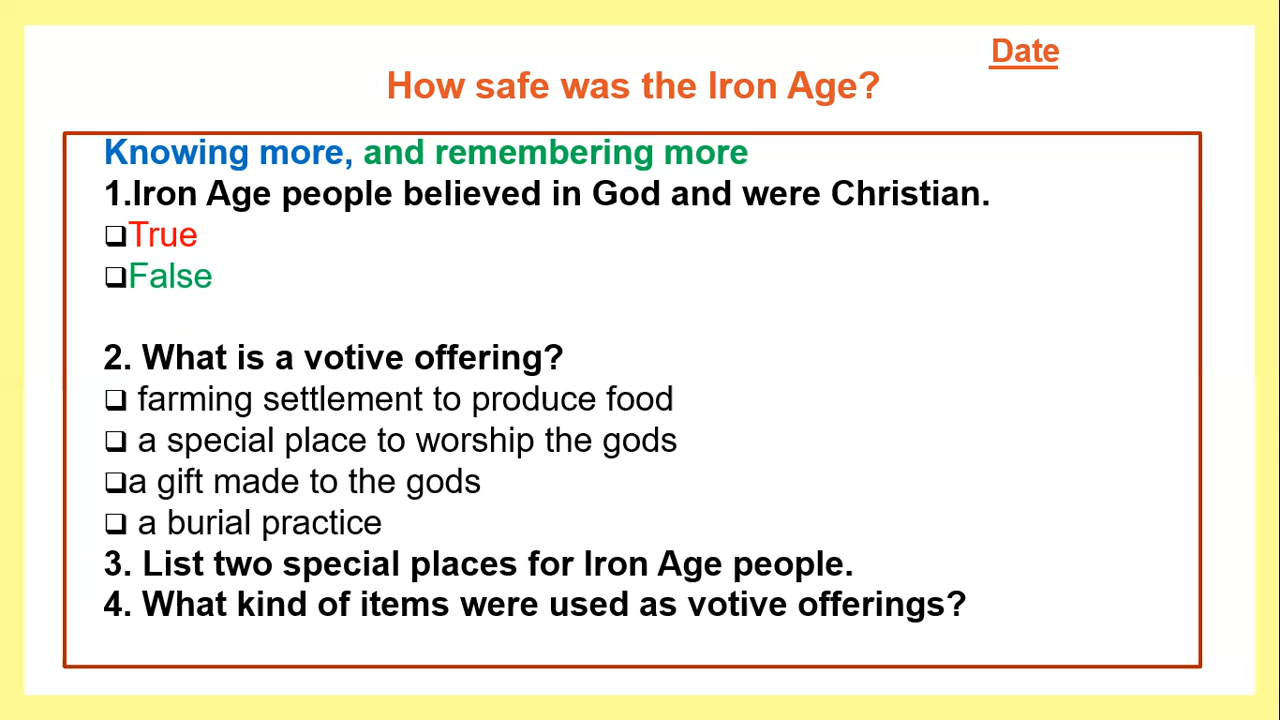 Date
How safe was the Iron Age?
Knowing more, and remembering more
1.Iron Age people believed in God and were Christian.
❑True
❑False
2. What is a votive offering?
❑ farming settlement to produce food
❑ a special place to worship the gods
❑a gift made to the gods
❑ a burial practice
3. List two special places for Iron Age people.
4. What kind of items were used as votive offerings?